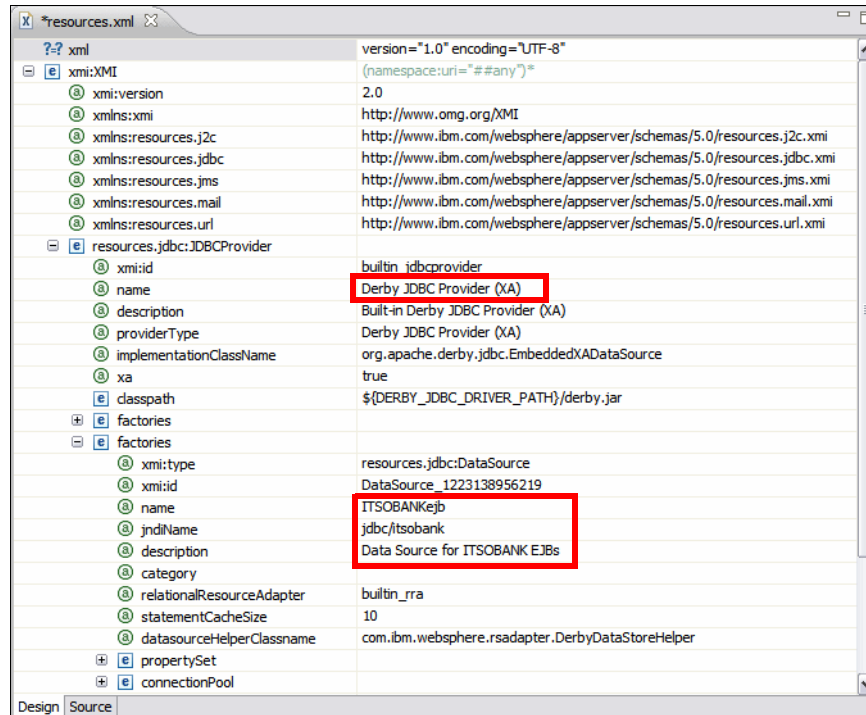 *resources.xml
?=? xml version="1.0" encoding="UTF-8"
e xmi:XMI (namespace:uri="##any")*
a xmi:version 2.0
a xmlns:xmi http://www.omg.org/XMI
a xmlns:resources.j2c http://www.ibm.com/websphere/appserver/schemas/5.0/resources.j2c.xmi
a xmlns:resources.jdbc http://www.ibm.com/websphere/appserver/schemas/5.0/resources.jdbc.xmi
a xmlns:resources.jms http://www.ibm.com/websphere/appserver/schemas/5.0/resources.jms.xmi
a xmlns:resources.mail http://www.ibm.com/websphere/appserver/schemas/5.0/resources.mail.xmi
a xmlns:resources.url http://www.ibm.com/websphere/appserver/schemas/5.0/resources.url.xmi
e resources.jdbc:JDBCProvider
a xmi:id builtin_jdbcprovider
a name Derby JDBC Provider (XA)
a description Built-in Derby JDBC Provider (XA)
a providerType Derby JDBC Provider (XA)
a implementationClassName org.apache.derby.jdbc.EmbeddedXADataSource
a xa true
e classpath ${DERBY_JDBC_DRIVER_PATH}/derby.jar
e factories
e factories
a xmi:type resources.jdbc:DataSource
a xmi:id DataSource_1223138956219
a name ITSOBANKejb
a jndiName jdbc/itsobank
a description Data Source for ITSOBANK EJBs
a category
a relationalResourceAdapter builtin_rra
a statementCacheSize 10
a datasourceHelperClassname com.ibm.websphere.rsadapter.DerbyDataStoreHelper
e propertySet
e connectionPool
Design Source